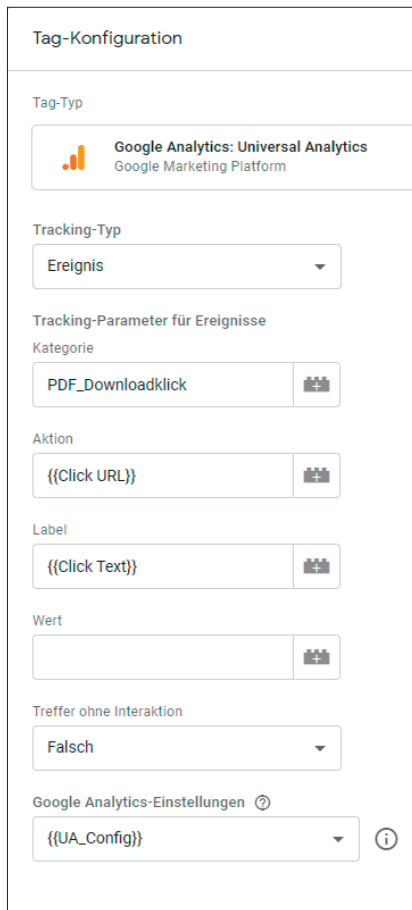 Tag-Konfiguration
Tag-Typ
Google Analytics: Universal Analytics
Google Marketing Platform
Tracking-Typ
Ereignis
Tracking-Parameter für Ereignisse
Kategorie
PDF_Downloadklick
Aktion
{{Click URL}}
Label
{{Click Text}}
Wert
Treffer ohne Interaktion
Falsch
Google Analytics-Einstellungen
{{UA_Config}}